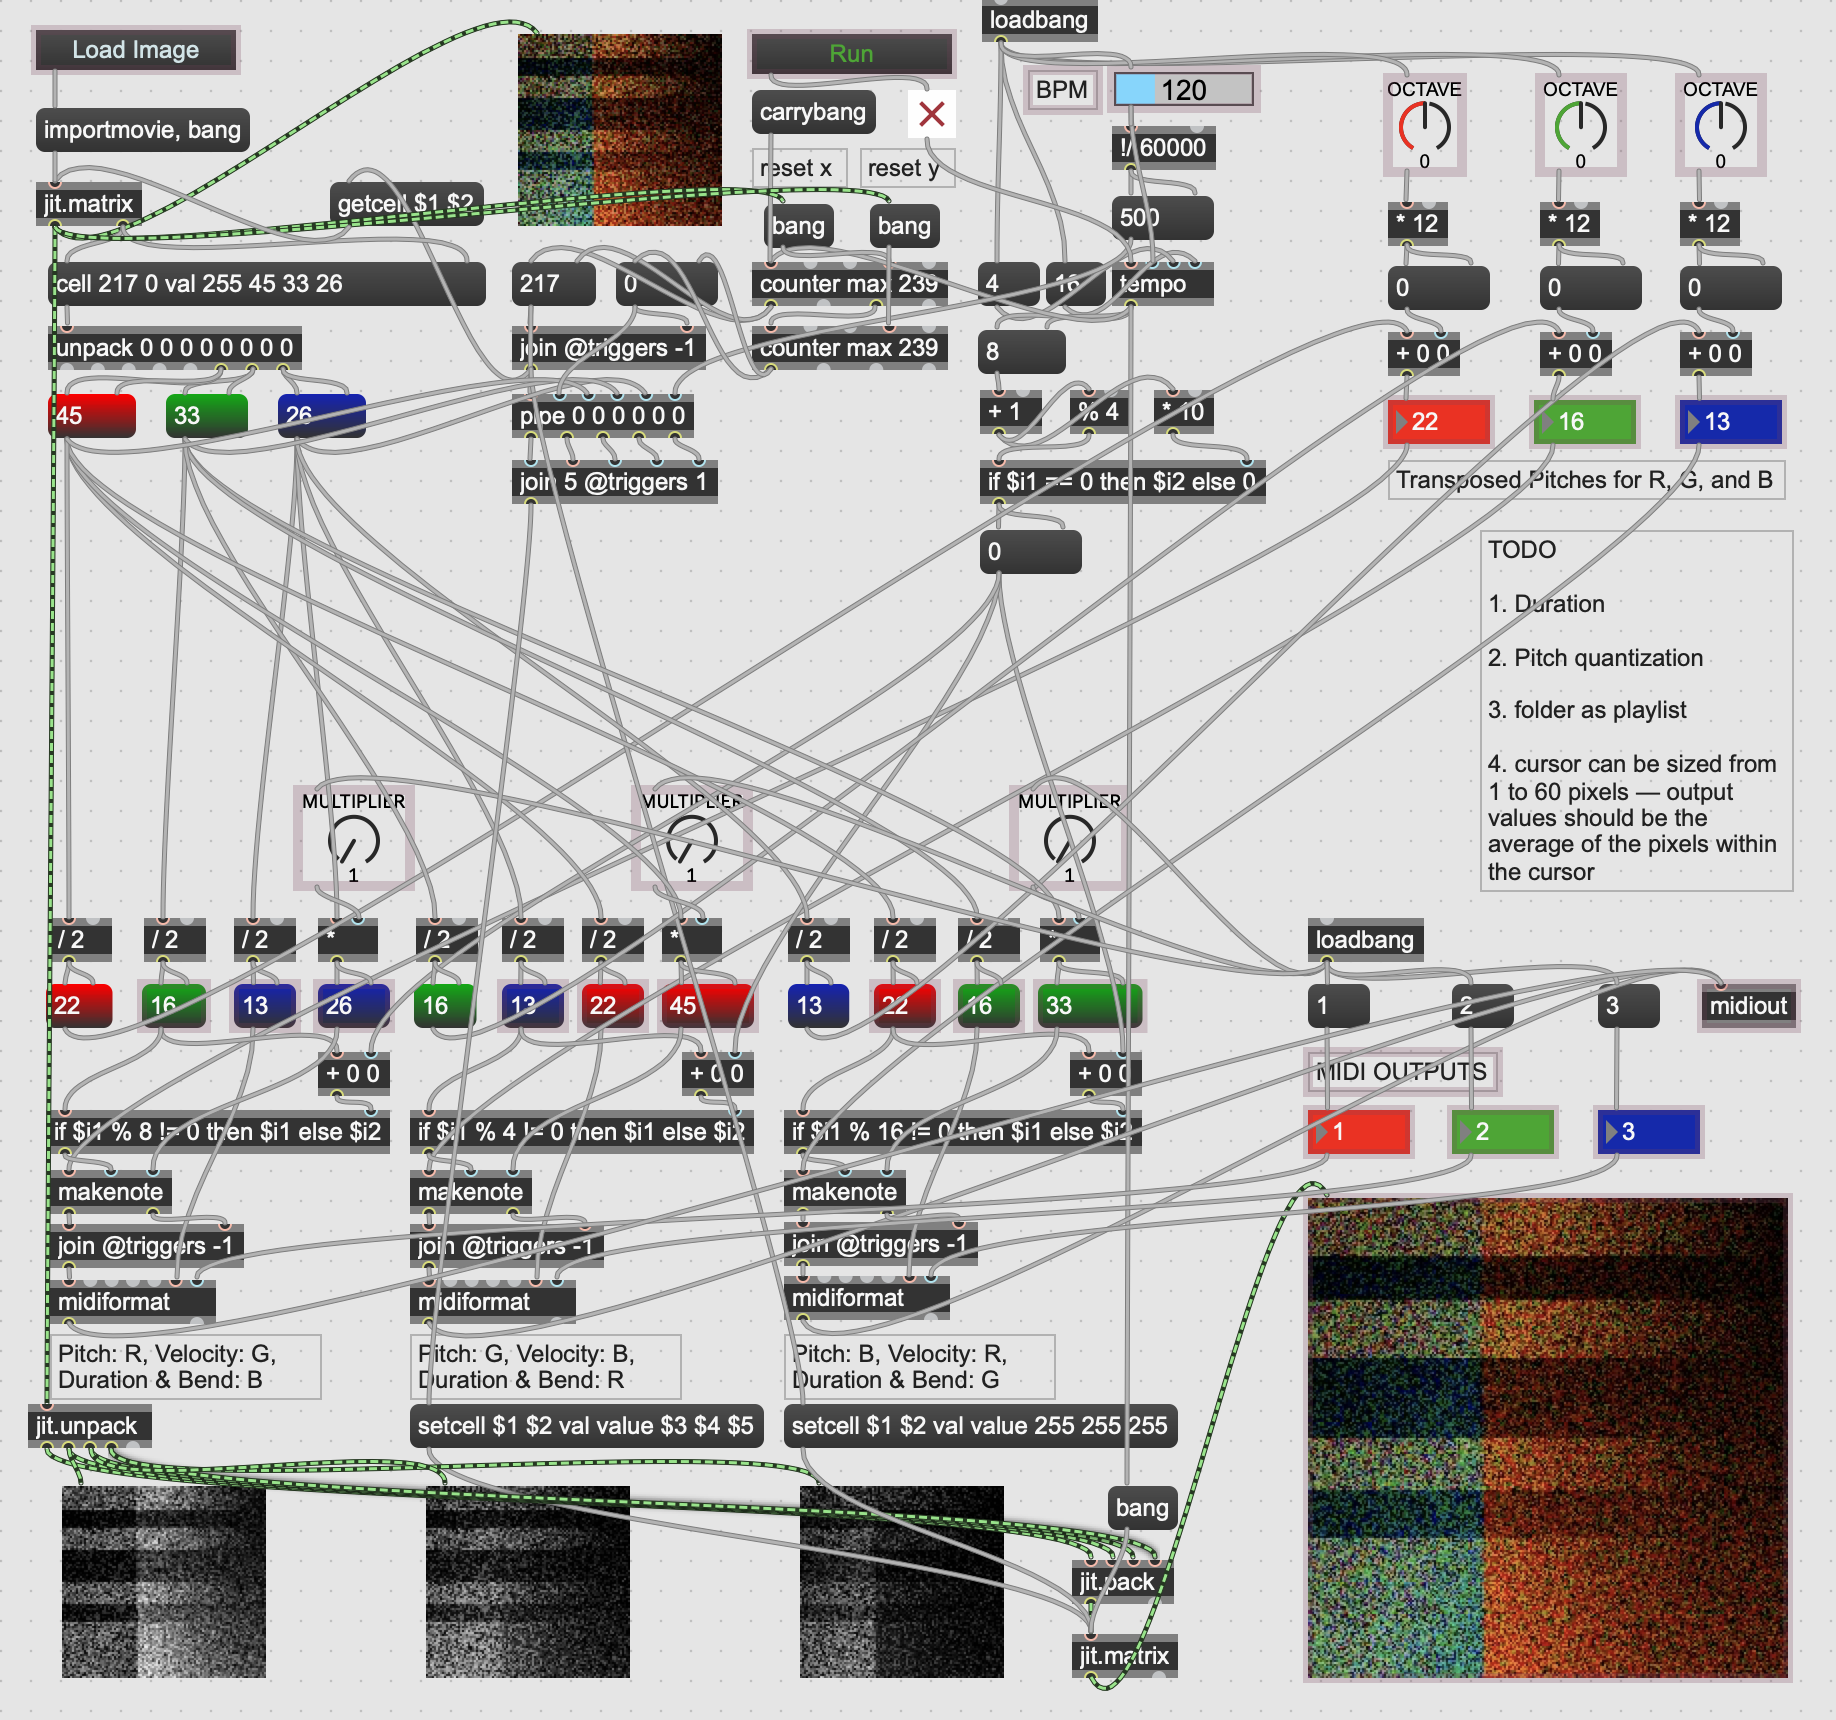 loadbang
Load Image
Run
BPM
120
OCTAVE
0
OCTAVE
0
OCTAVE
0
importmovie, bang
carrybang
!/ 60000
reset x
reset y
jit.matrix
getcell $1 $2
bang
bang
500
* 12
* 12
* 12
cell 217 0 val 255 45 33 26
217
0
counter max 239
4
16
tempo
0
0
0
unpack 0 0 0 0 0 0 0 0
join @triggers -1
counter max 239
8
+ 0 0
+ 0 0
+ 0 0
45
33
26
pipe 0 0 0 0 0 0
+ 1
% 4
* 10
22
16
13
join 5 @triggers 1
if $i1 == 0 then $i2 else 0
Transposed Pitches for R, G, and B
0
TODO
1. Duration
2. Pitch quantization
3. folder as playlist
4. cursor can be sized from
1 to 60 pixels — output
values should be the
average of the pixels within
the cursor
MULTIPLIER
1
MULTIPLIER
1
MULTIPLIER
1
/ 2
/ 2
/ 2
*
/ 2
/ 2
/ 2
*
/ 2
/ 2
/ 2
*
loadbang
22
16
13
26
16
13
22
45
13
22
16
33
1
2
3
midiout
+ 0 0
+ 0 0
+ 0 0
MIDI OUTPUTS
if $i1 % 8 != 0 then $i1 else $i2
if $i1 % 4 != 0 then $i1 else $i2
if $i1 % 16 != 0 then $i1 else $i2
1
2
3
makenote
makenote
makenote
join @triggers -1
join @triggers -1
join @triggers -1
midiformat
midiformat
midiformat
Pitch: R, Velocity: G,
Duration & Bend: B
Pitch: G, Velocity: B,
Duration & Bend: R
Pitch: B, Velocity: R,
Duration & Bend: G
jit.unpack
setcell $1 $2 val value $3 $4 $5
setcell $1 $2 val value 255 255 255
bang
jit.pack
jit.matrix